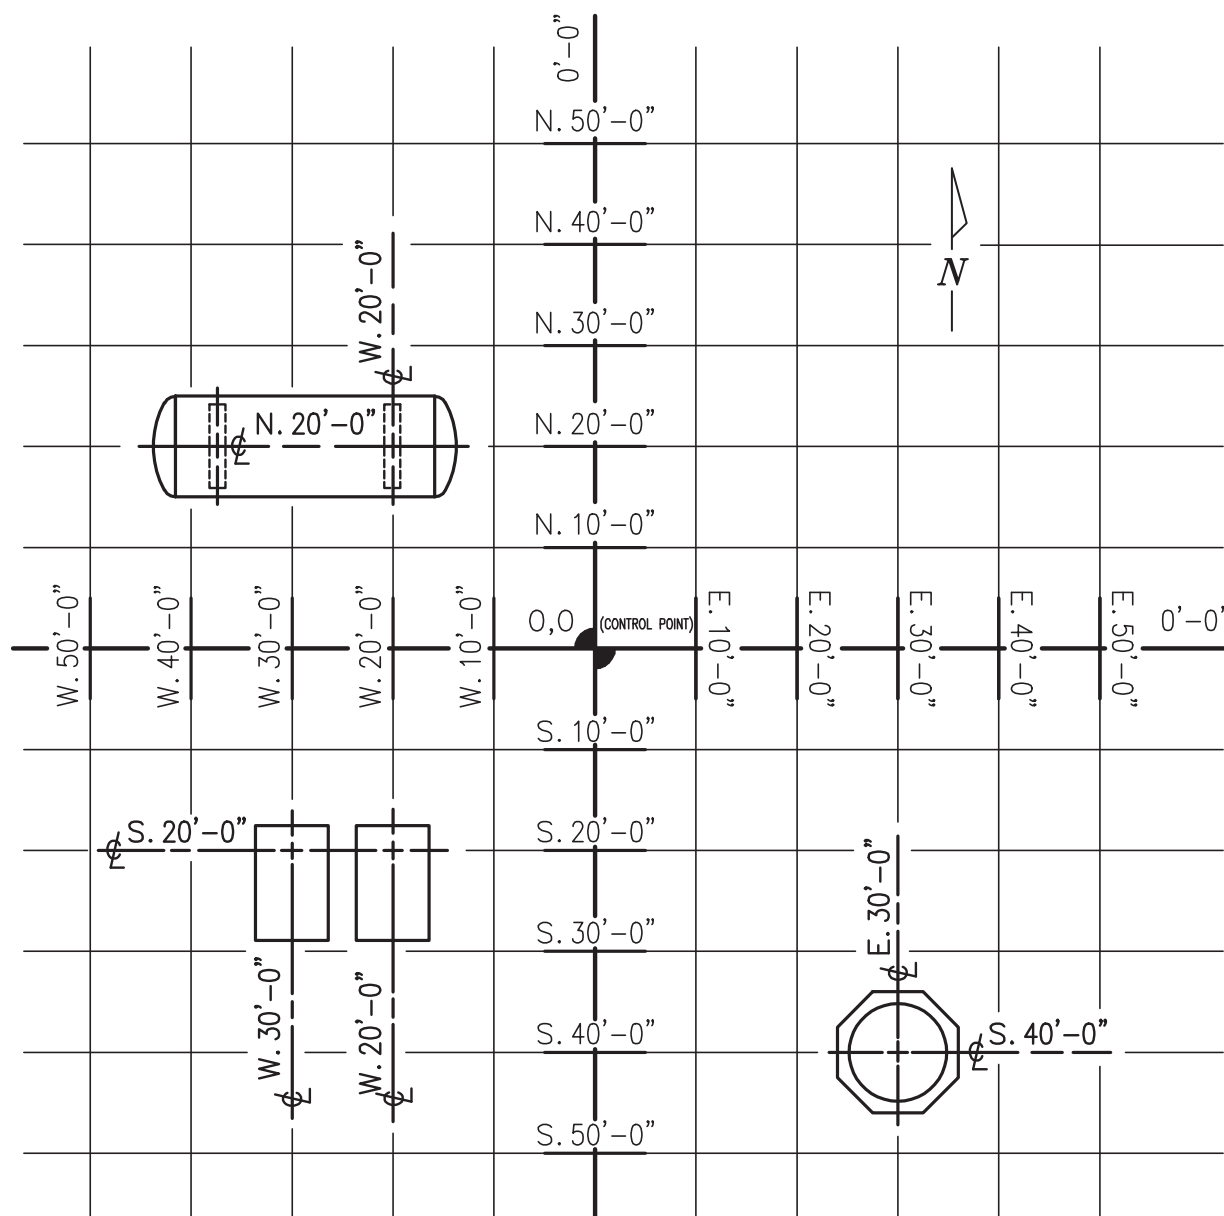 0'-0"
N. 50'-0"
N. 40'-0"
N
W. 20'-0"
N. 30'-0"
N. 20'-0"
N. 20'-0"
N. 10'-0"
W. 50'-0"
W. 40'-0"
W. 30'-0"
W. 20'-0"
W. 10'-0"
0,0
(CONTROL POINT)
E. 10'-0"
E. 20'-0"
E. 30'-0"
E. 40'-0"
E. 50'-0"
0'-0"
S. 10'-0"
S. 20'-0"
S. 20'-0"
E. 30'-0"
S. 30'-0"
W. 30'-0"
W. 20'-0"
S. 40'-0"
S. 40'-0"
S. 50'-0"